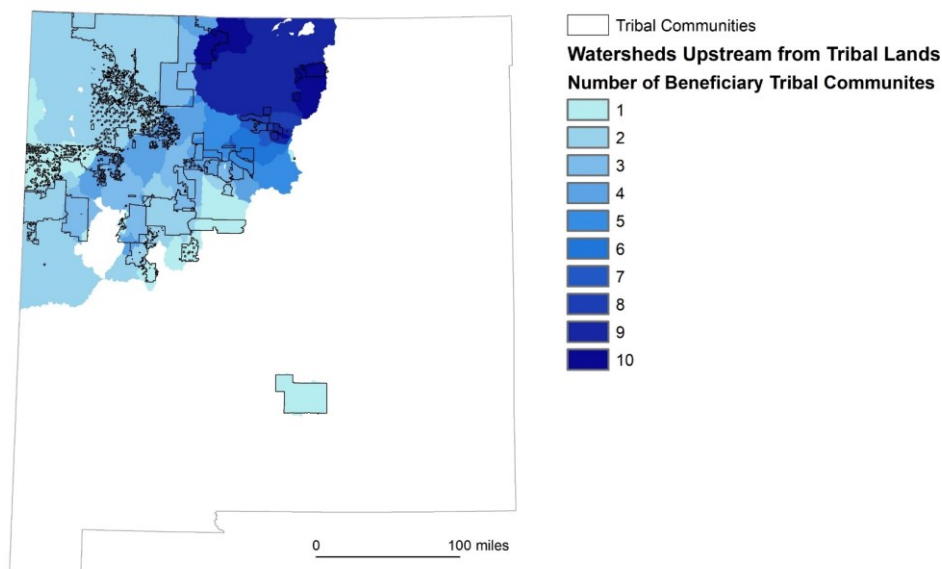 Tribal Communities
Watersheds Upstream from Tribal Lands
Number of Beneficiary Tribal Communites
1
2
3
4
5
6
7
8
9
10
0 100 miles